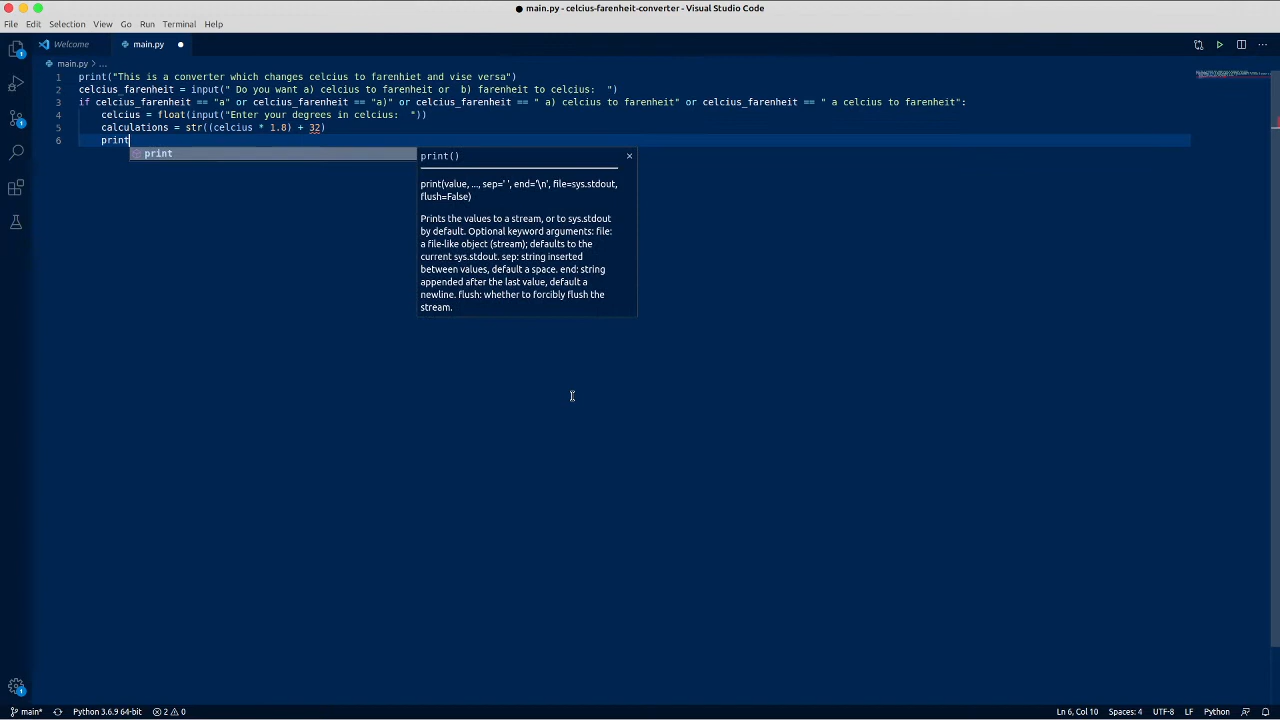 ● main.py - celcius-farenheit-converter - Visual Studio Code
File Edit Selection View Go Run Terminal Help
Welcome main.py ●
main.py > ...
1 print("This is a converter which changes celcius to farenhiet and vise versa")
2 celcius_farenheit = input(" Do you want a) celcius to farenheit or  b) farenheit to celcius:  ")
3 if celcius_farenheit == "a" or celcius_farenheit == "a)" or celcius_farenheit == " a) celcius to farenheit" or celcius_farenheit == " a celcius to farenheit":
4 celcius = float(input("Enter your degrees in celcius:  "))
5 calculations = str((celcius * 1.8) + 32)
6 print
print
print()
print(value, ..., sep=' ', end='\n', file=sys.stdout,
flush=False)
Prints the values to a stream, or to sys.stdout
by default. Optional keyword arguments: file:
a file-like object (stream); defaults to the
current sys.stdout. sep: string inserted
between values, default a space. end: string
appended after the last value, default a
newline. flush: whether to forcibly flush the
stream.
main* Python 3.6.9 64-bit 2 0 Ln 6, Col 10 Spaces: 4 UTF-8 LF Python